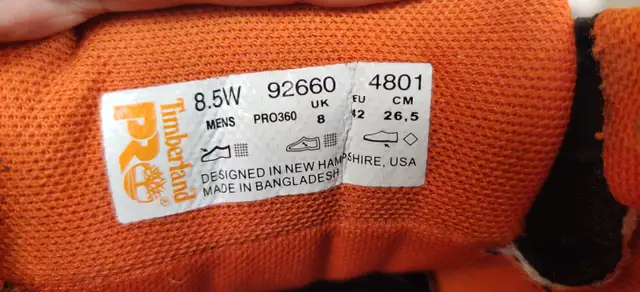 Timberland
PRO
8.5W 92660 4801
MENS PRO360 UK 8 EU 42 CM 26,5
DESIGNED IN NEW HAMPSHIRE, USA
MADE IN BANGLADESH